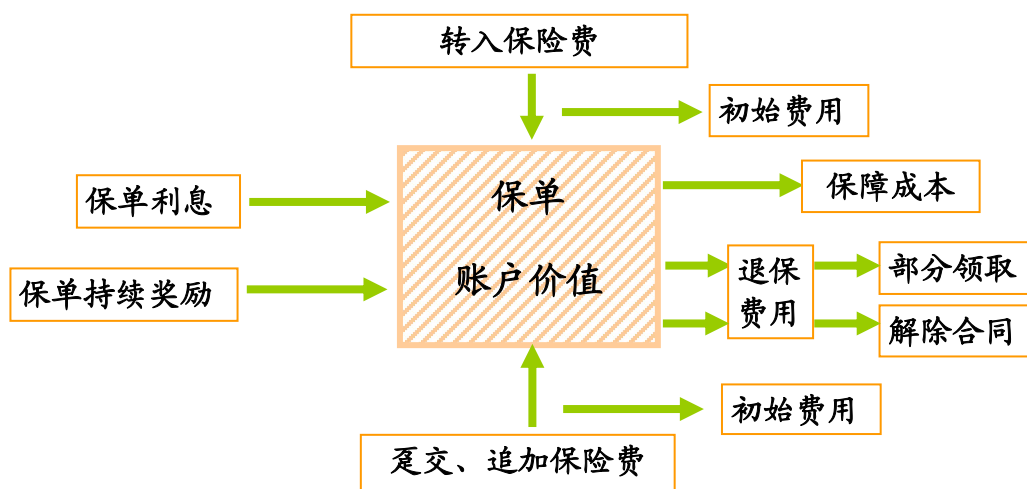 转入保险费
初始费用
保单利息
保单
账户价值
保障成本
保单持续奖励
退保
费用
部分领取
解除合同
初始费用
趸交、追加保险费